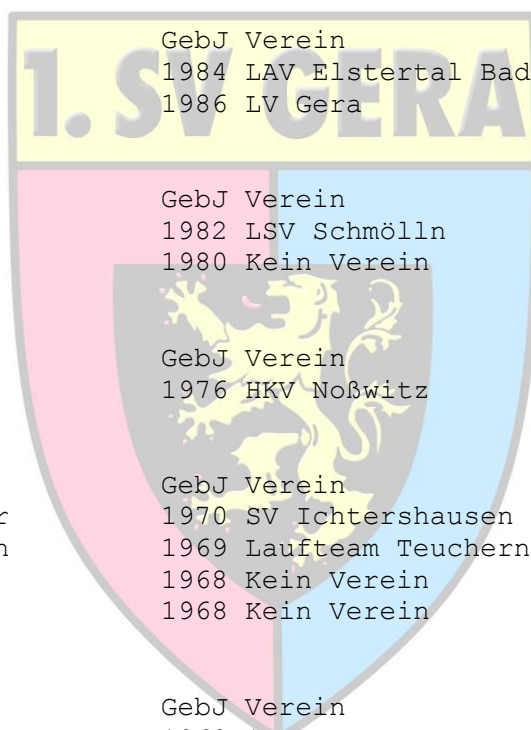 1. SV GERA
GebJ Verein
1984 LAV Elstertal Bad
1986 LV Gera
GebJ Verein
1982 LSV Schmölln
1980 Kein Verein
GebJ Verein
1976 HKV Noßwitz
GebJ Verein
r 1970 SV Ichtershausen
n 1969 Laufteam Teuchern
1968 Kein Verein
1968 Kein Verein
GebJ Verein